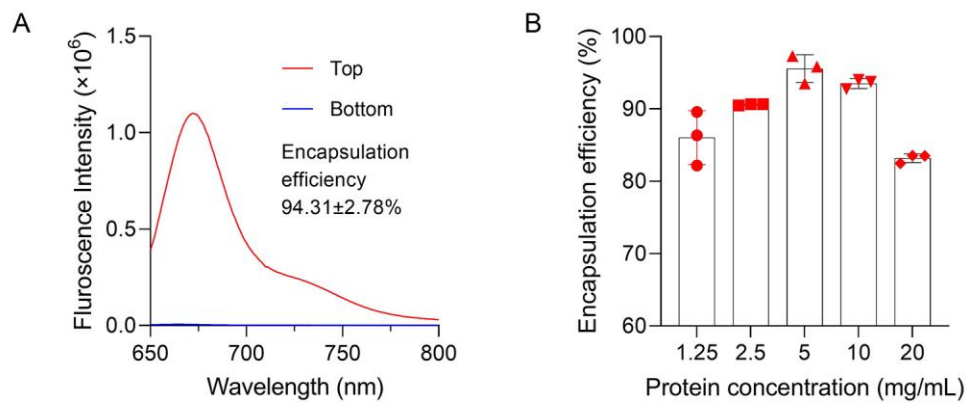 A
Fluroscence Intensity (×10⁶)
1.5
1.0
0.5
0.0
650
700
750
800
Wavelength (nm)
Top
Bottom
Encapsulation
efficiency
94.31±2.78%
B
Encapsulation efficiency (%)
100
90
80
70
60
1.25
2.5
5
10
20
Protein concentration (mg/mL)